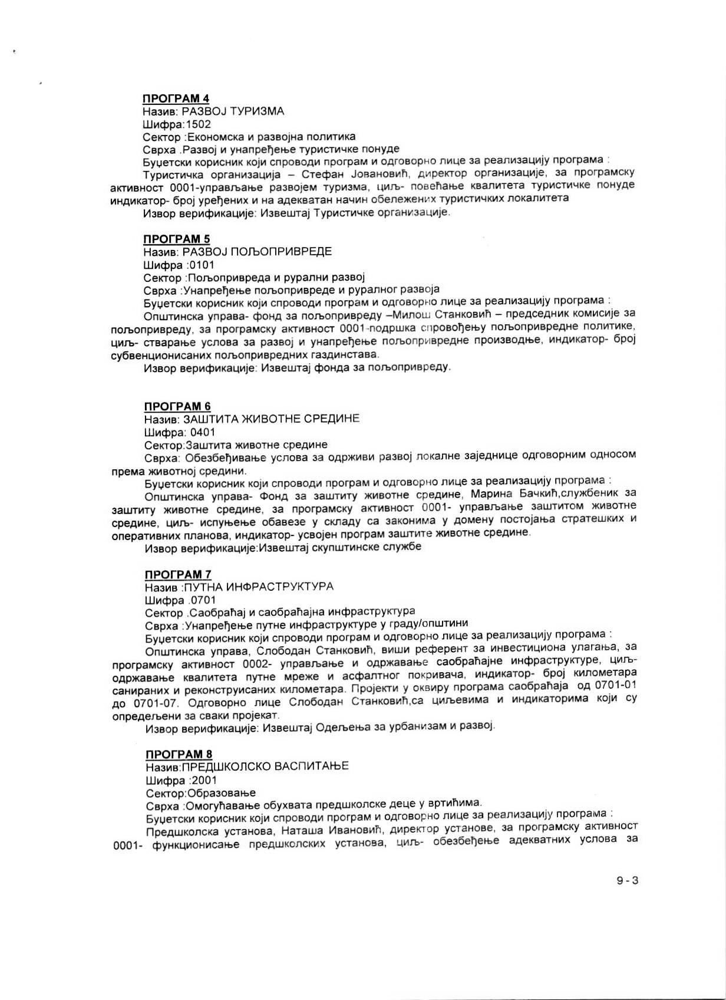 ПРОГРАМ 4
Назив: РАЗВОЈ ТУРИЗМА
Шифра:1502
Сектор :Економска и развојна политика
Сврха .Развој и унапређење туристичке понуде
Буџетски корисник који спроводи програм и одговорно лице за реализацију програма :
Туристичка организација – Стефан Јовановић, директор организације, за програмску
активност 0001-управљање развојем туризма, циљ- повећање квалитета туристичке понуде
индикатор- број уређених и на адекватан начин обележених туристичких локалитета
Извор верификације: Извештај Туристичке организације.
ПРОГРАМ 5
Назив: РАЗВОЈ ПОЉОПРИВРЕДЕ
Шифра :0101
Сектор :Пољопривреда и рурални развој
Сврха :Унапређење пољопривреде и руралног развоја
Буџетски корисник који спроводи програм и одговорно лице за реализацију програма :
Општинска управа- фонд за пољопривреду –Милош Станковић – председник комисије за
пољопривреду, за програмску активност 0001-подршка спровођењу пољопривредне политике,
циљ- стварање услова за развој и унапређење пољопривредне производње, индикатор- број
субвенционисаних пољопривредних газдинстава.
Извор верификације: Извештај фонда за пољопривреду.
ПРОГРАМ 6
Назив: ЗАШТИТА ЖИВОТНЕ СРЕДИНЕ
Шифра: 0401
Сектор:Заштита животне средине
Сврха: Обезбеђивање услова за одрживи развој локалне заједнице одговорним односом
према животној средини.
Буџетски корисник који спроводи програм и одговорно лице за реализацију програма :
Општинска управа- Фонд за заштиту животне средине, Марина Бачкић,службеник за
заштиту животне средине, за програмску активност 0001- управљање заштитом животне
средине, циљ- испуњење обавезе у складу са законима у домену постојања стратешких и
оперативних планова, индикатор- усвојен програм заштите животне средине.
Извор верификације:Извештај скупштинске службе
ПРОГРАМ 7
Назив :ПУТНА ИНФРАСТРУКТУРА
Шифра .0701
Сектор .Саобраћај и саобраћајна инфраструктура
Сврха :Унапређење путне инфраструктуре у граду/општини
Буџетски корисник који спроводи програм и одговорно лице за реализацију програма :
Општинска управа, Слободан Станковић, виши референт за инвестициона улагања, за
програмску активност 0002- управљање и одржавање саобраћајне инфраструктуре, циљ-
одржавање квалитета путне мреже и асфалтног покривача, индикатор- број километара
санираних и реконструисаних километара. Пројекти у оквиру програма саобраћаја од 0701-01
до 0701-07. Одговорно лице Слободан Станковић,са циљевима и индикаторима који су
опредељени за сваки пројекат.
Извор верификације: Извештај Одељења за урбанизам и развој.
ПРОГРАМ 8
Назив:ПРЕДШКОЛСКО ВАСПИТАЊЕ
Шифра :2001
Сектор:Образовање
Сврха :Омогућавање обухвата предшколске деце у вртићима.
Буџетски корисник који спроводи програм и одговорно лице за реализацију програма :
Предшколска установа, Наташа Ивановић, директор установе, за програмску активност
0001- функционисање предшколских установа, циљ- обезбеђење адекватних услова за
9 - 3